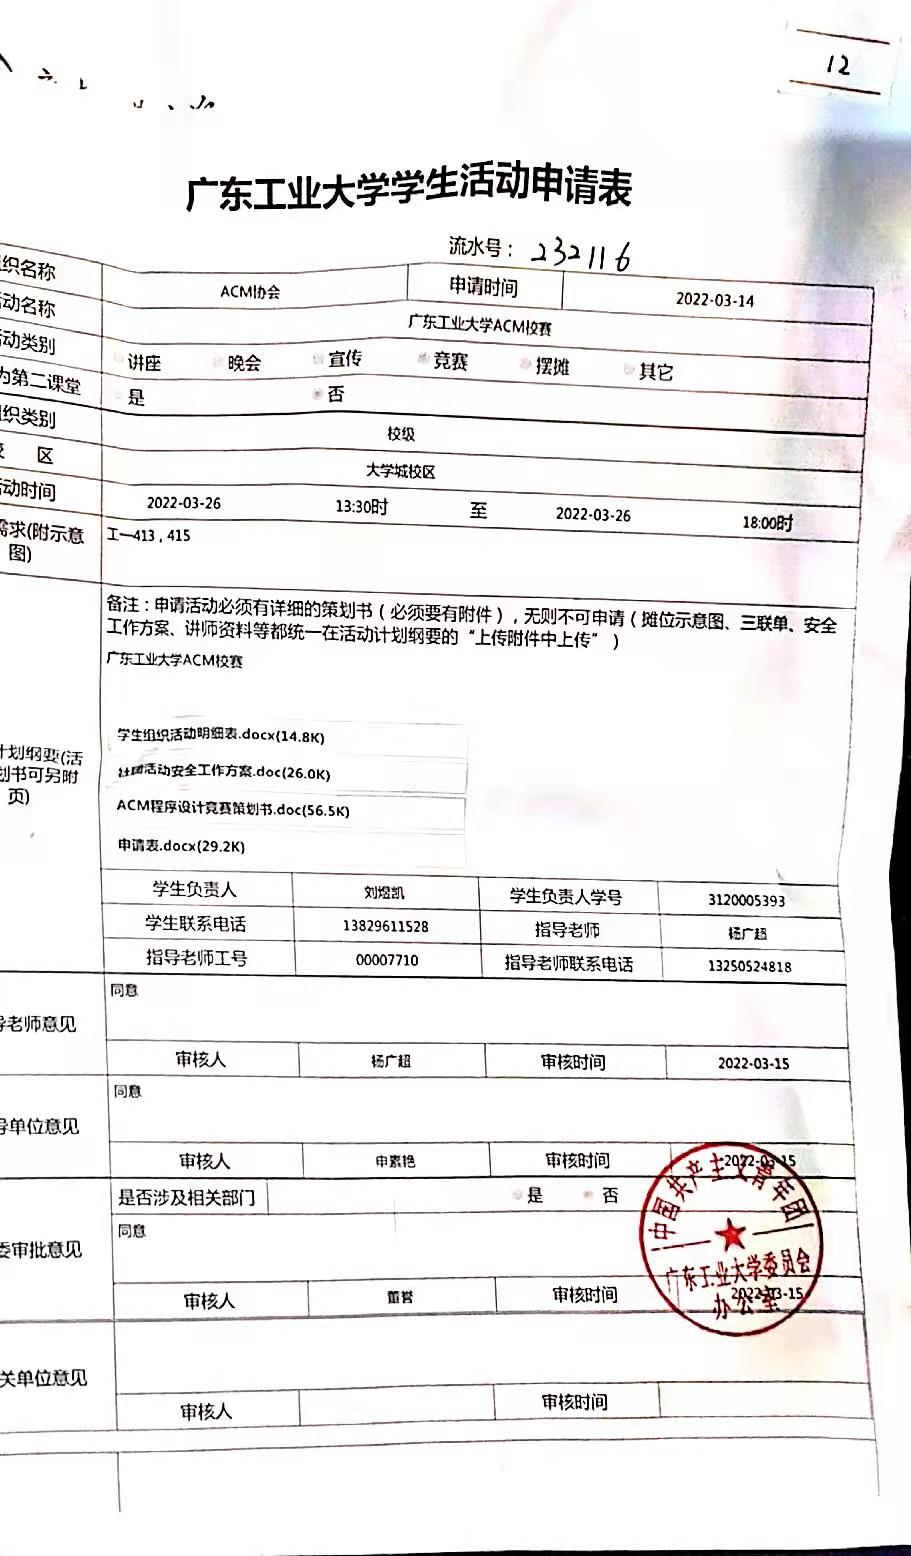 12
广东工业大学学生活动申请表
流水号：232116
织名称 ACM协会 申请时间 2022-03-14
动名称 广东工业大学ACM校赛
动类别 讲座 晚会 宣传 竞赛 摆摊 其它
为第二课堂 是 否
织类别 校级
区 大学城校区
动时间 2022-03-26 13:30时 至 2022-03-26 18:00时
需求(附示意图) 工一413，415
备注：申请活动必须有详细的策划书（必须要有附件），无则不可申请（摊位示意图、三联单、安全
工作方案、讲师资料等都统一在活动计划纲要的“上传附件中上传”）
广东工业大学ACM校赛
计划纲要(活
划书可另附
页)
学生组织活动明细表.docx(14.8K)
社团活动安全工作方案.doc(26.0K)
ACM程序设计竞赛策划书.doc(56.5K)
申请表.docx(29.2K)
学生负责人 刘煜凯 学生负责人学号 3120005393
学生联系电话 13829611528 指导老师 杨广超
指导老师工号 00007710 指导老师联系电话 13250524818
导老师意见 同意
审核人 杨广超 审核时间 2022-03-15
导单位意见 同意
审核人 申素艳 审核时间 2022-03-15
是否涉及相关部门 是 否
委审批意见 同意
审核人 董誉 审核时间 2022-03-15
中国共产主义青年团
广东工业大学委员会
办公室
关单位意见
审核人 审核时间